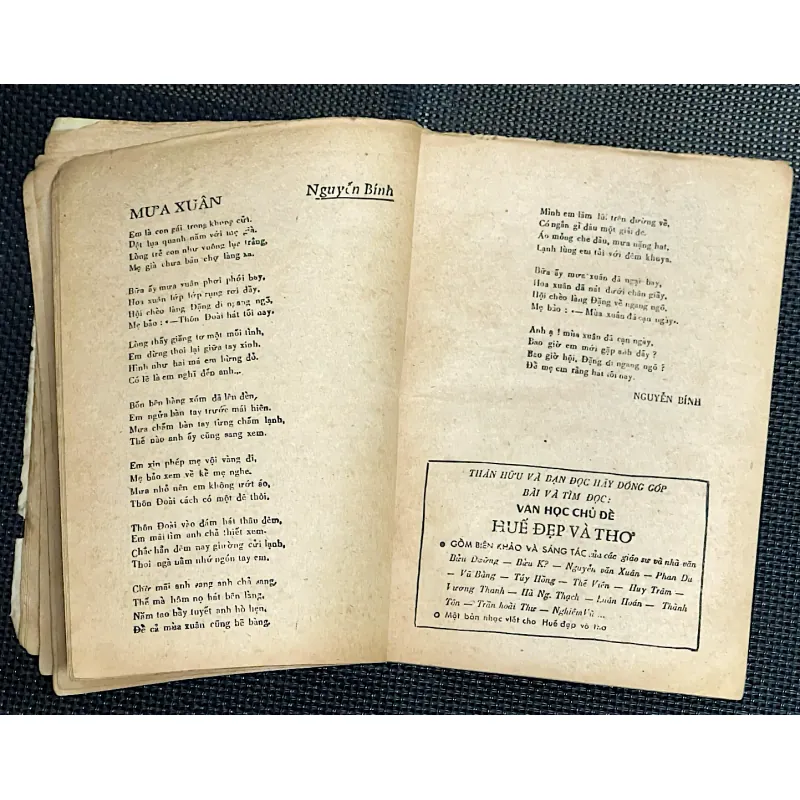 MƯA XUÂN
Nguyễn Bính
Em là con gái trong khung cửi,
Dệt lụa quanh năm với mẹ già.
Lòng trẻ con như vuông lụa trắng,
Mẹ già chưa bán chợ làng xa.
Bữa ấy mưa xuân phơi phới bay,
Hoa xuân lớp lớp rụng rơi đầy,
Hội chèo làng Đặng đi ngang ngõ,
Mẹ bảo : «—Thôn Đoài hát tối nay.
Lòng thấy giăng tơ một mối tình,
Em dừng thoi lại giữa tay xinh.
Hình như hai má em bừng đỏ.
Có lẽ là em nghĩ đến anh...
Bốn bên hàng xóm đã lên đèn,
Em ngửa bàn tay trước mái hiên.
Mưa chấm bàn tay từng chấm lạnh,
Thế nào anh ấy cũng sang xem.
Em xin phép mẹ vội vàng đi,
Mẹ bảo xem về kể mẹ nghe.
Mưa nhỏ nên em không ướt áo,
Thôn Đoài cách có một đê thôi.
Thôn Đoài vào đám hát thâu đêm,
Em mải tìm anh chả thiết xem.
Chắc hẳn đêm nay giường cửi lạnh,
Thoi ngà nằm nhớ ngón tay em.
Chờ mãi anh sang anh chả sang,
Thế mà hôm nọ hát bên làng,
Năm tao bảy tuyết anh hò hẹn,
Để cả mùa xuân cũng bẽ bàng.
Mình em lầm lũi trên đường về,
Có ngắn gì đâu một giải đê.
Áo mỏng che đầu, mưa nặng hạt,
Lạnh lùng em tủi với đêm khuya.
Bữa ấy mưa xuân đã ngại bay,
Hoa xuân đã nát dưới chân giầy,
Hội chèo làng Đặng về ngang ngõ,
Mẹ bảo : «— Mùa xuân đã cạn ngày».
Anh ạ ! mùa xuân đã cạn ngày,
Bao giờ em mới gặp anh đây ?
Bao giờ hội, Đặng đi ngang ngõ ?
Để mẹ em rằng hát tối nay.
NGUYỄN BÍNH
THÂN HỮU VÀ BẠN ĐỌC HÃY ĐÓNG GÓP
BÀI VÀ TÌM ĐỌC:
VĂN HỌC CHỦ ĐỀ
HUẾ ĐẸP VÀ THƠ
● GỒM BIÊN KHẢO VÀ SÁNG TÁC của các giáo sư và nhà văn
Bàn Đường — Bửu Kế — Nguyễn văn Xuân — Phan Du
— Vũ Bằng — Túy Hồng — Thế Viên — Huy Trâm —
Vương Thanh — Hà Ng. Thạch — Luân Hoán — Thành
Tôn — Trần hoài Thư — Nghiêm Vũ ...
● Một bản nhạc viết cho Huế đẹp và thơ